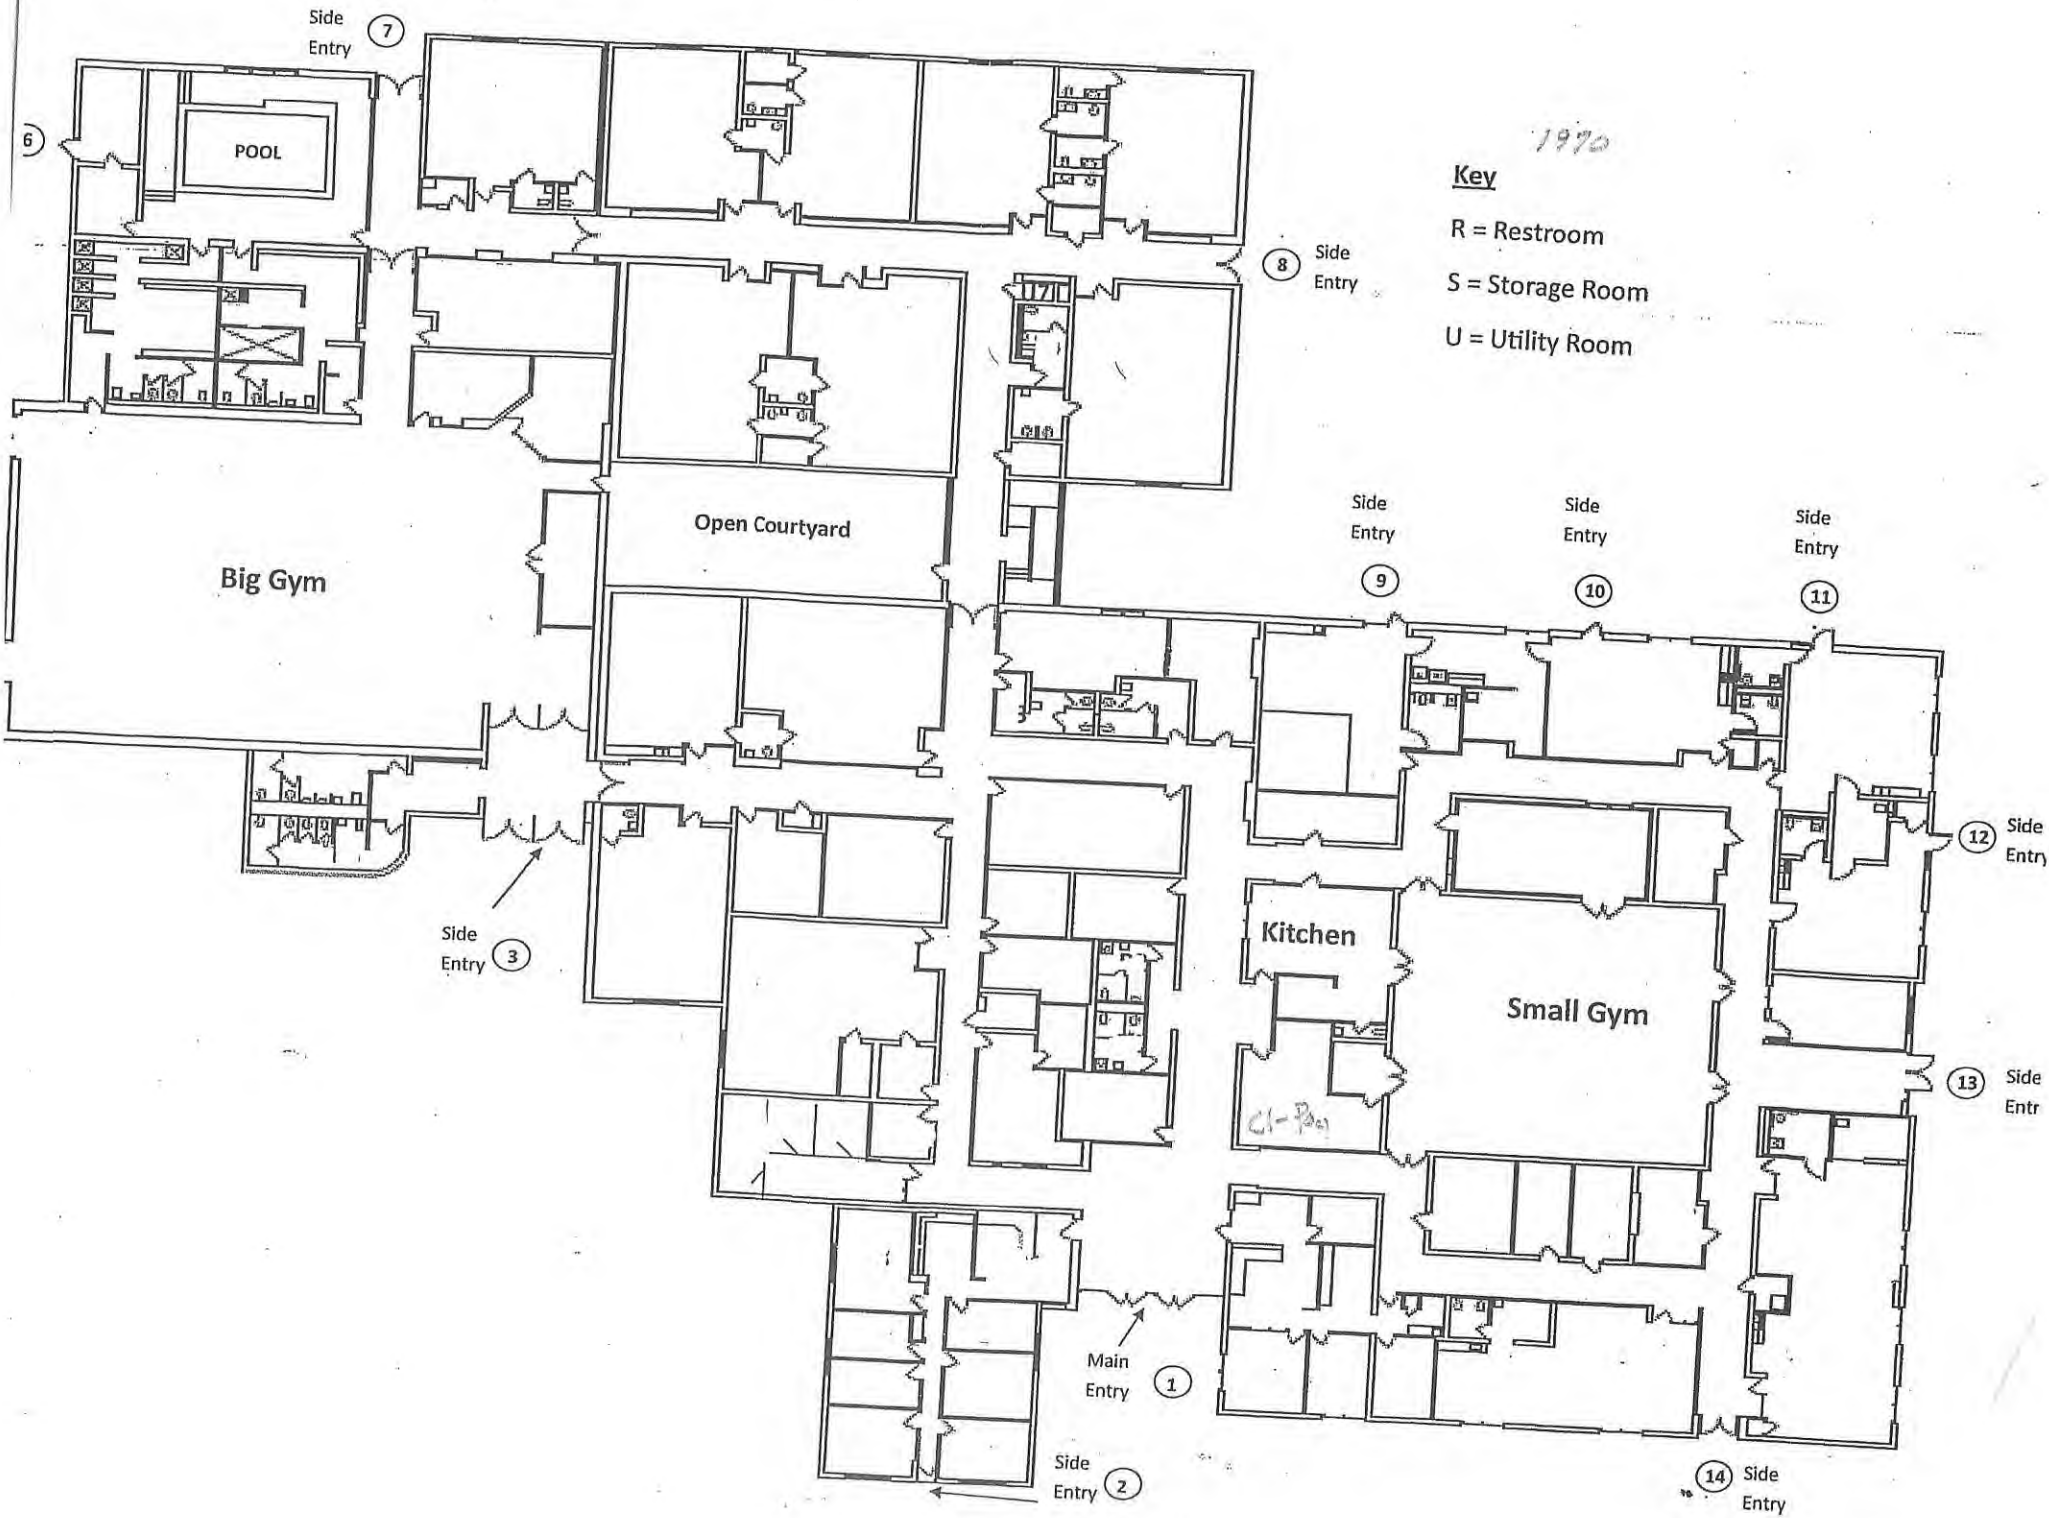 Side
Entry
7
6
POOL
1970
Key
R = Restroom
S = Storage Room
U = Utility Room
8
Side
Entry
Open Courtyard
Big Gym
Side
Entry
9
Side
Entry
10
Side
Entry
11
12
Side
Entry
Side
Entry
3
Kitchen
Small Gym
13
Side
Entr
Main
Entry
1
Side
Entry
2
14
Side
Entry